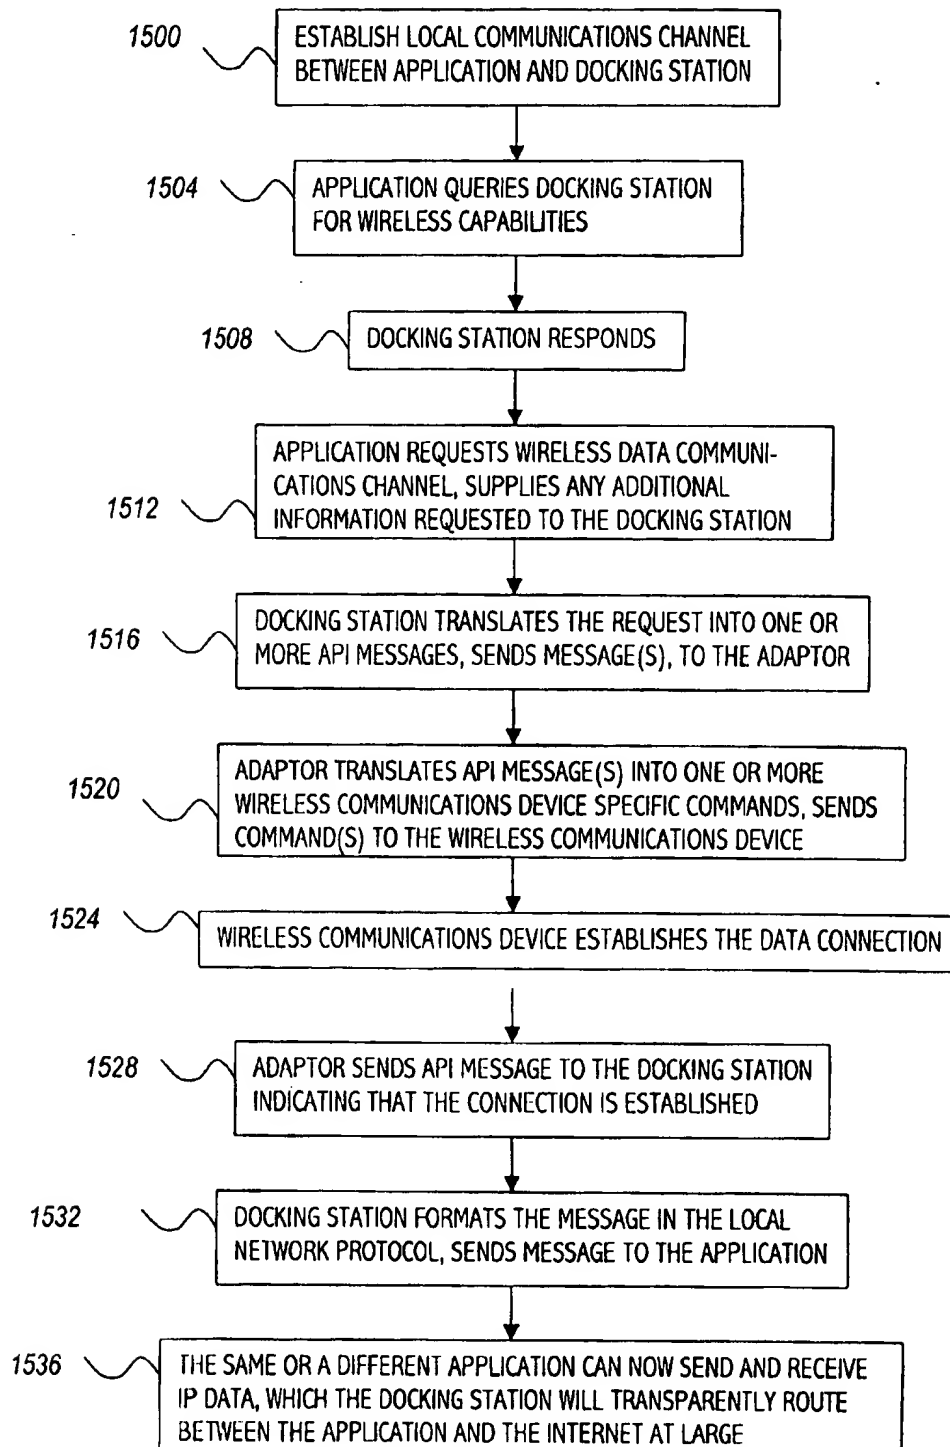 1500
ESTABLISH LOCAL COMMUNICATIONS CHANNEL
BETWEEN APPLICATION AND DOCKING STATION
1504
APPLICATION QUERIES DOCKING STATION
FOR WIRELESS CAPABILITIES
1508
DOCKING STATION RESPONDS
APPLICATION REQUESTS WIRELESS DATA COMMUNI-
CATIONS CHANNEL, SUPPLIES ANY ADDITIONAL
INFORMATION REQUESTED TO THE DOCKING STATION
1512
DOCKING STATION TRANSLATES THE REQUEST INTO ONE OR
MORE API MESSAGES, SENDS MESSAGE(S), TO THE ADAPTOR
1516
ADAPTOR TRANSLATES API MESSAGE(S) INTO ONE OR MORE
WIRELESS COMMUNICATIONS DEVICE SPECIFIC COMMANDS, SENDS
COMMAND(S) TO THE WIRELESS COMMUNICATIONS DEVICE
1520
1524
WIRELESS COMMUNICATIONS DEVICE ESTABLISHES THE DATA CONNECTION
1528
ADAPTOR SENDS API MESSAGE TO THE DOCKING STATION
INDICATING THAT THE CONNECTION IS ESTABLISHED
1532
DOCKING STATION FORMATS THE MESSAGE IN THE LOCAL
NETWORK PROTOCOL, SENDS MESSAGE TO THE APPLICATION
1536
THE SAME OR A DIFFERENT APPLICATION CAN NOW SEND AND RECEIVE
IP DATA, WHICH THE DOCKING STATION WILL TRANSPARENTLY ROUTE
BETWEEN THE APPLICATION AND THE INTERNET AT LARGE